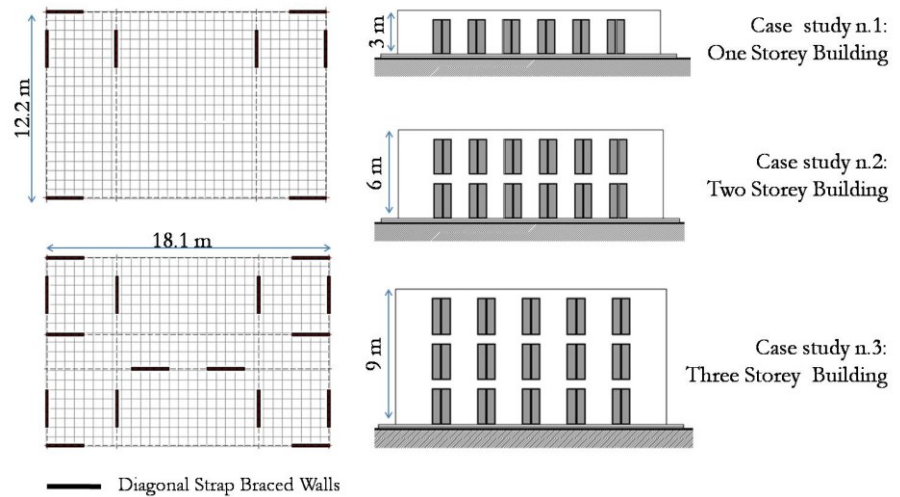 12.2 m
3 m
Case study n.1:
One Storey Building
6 m
Case study n.2:
Two Storey Building
18.1 m
9 m
Case study n.3:
Three Storey Building
Diagonal Strap Braced Walls